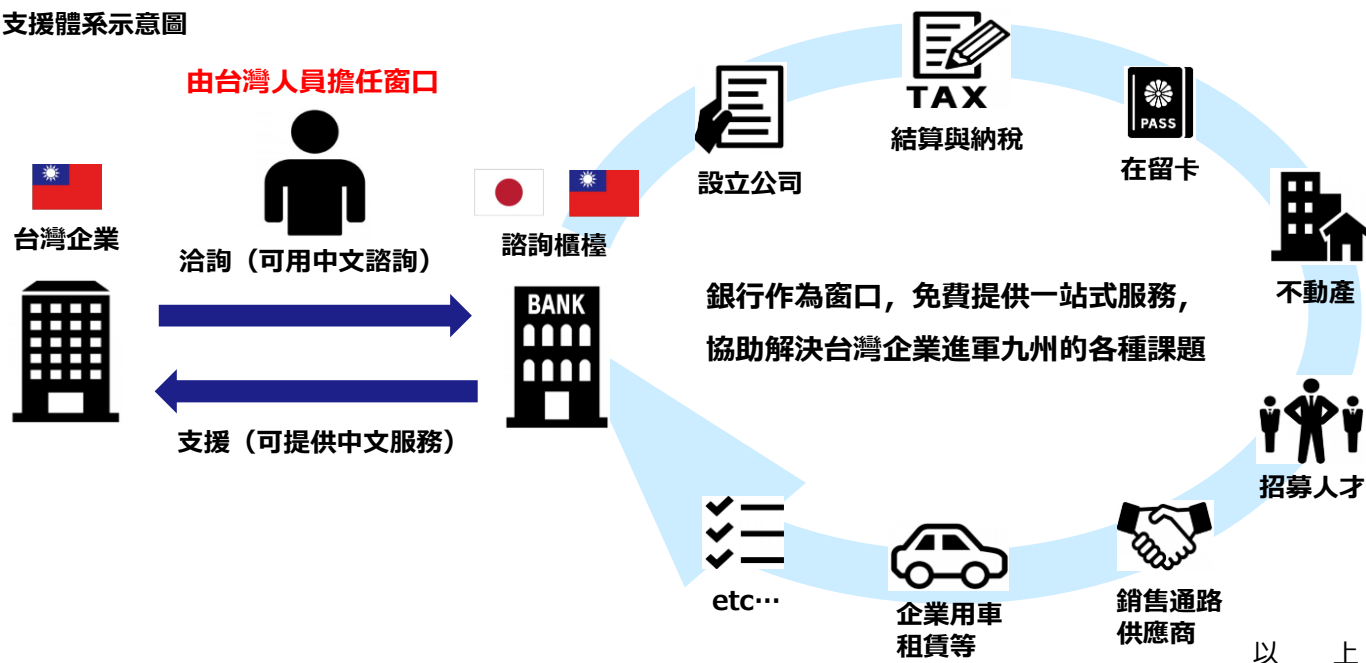 支援體系示意圖
由台灣人員擔任窗口
台灣企業
洽詢（可用中文諮詢）
支援（可提供中文服務）
諮詢櫃檯
BANK
設立公司
TAX
結算與納稅
PASS
在留卡
不動產
招募人才
銷售通路
供應商
企業用車
租賃等
etc…
銀行作為窗口，免費提供一站式服務，
協助解決台灣企業進軍九州的各種課題
以　　上